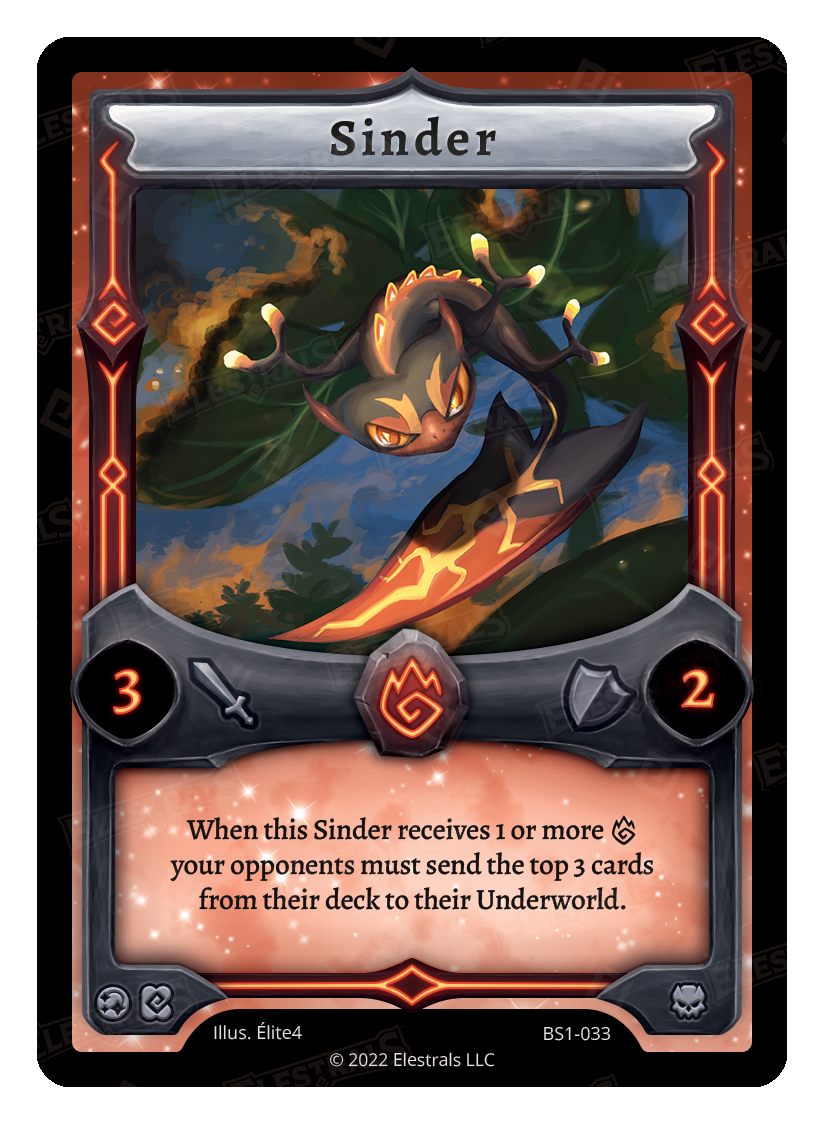 Sinder
3
2
When this Sinder receives 1 or more
your opponents must send the top 3 cards
from their deck to their Underworld.
Illus. Élite4
BS1-033
© 2022 Elestrals LLC